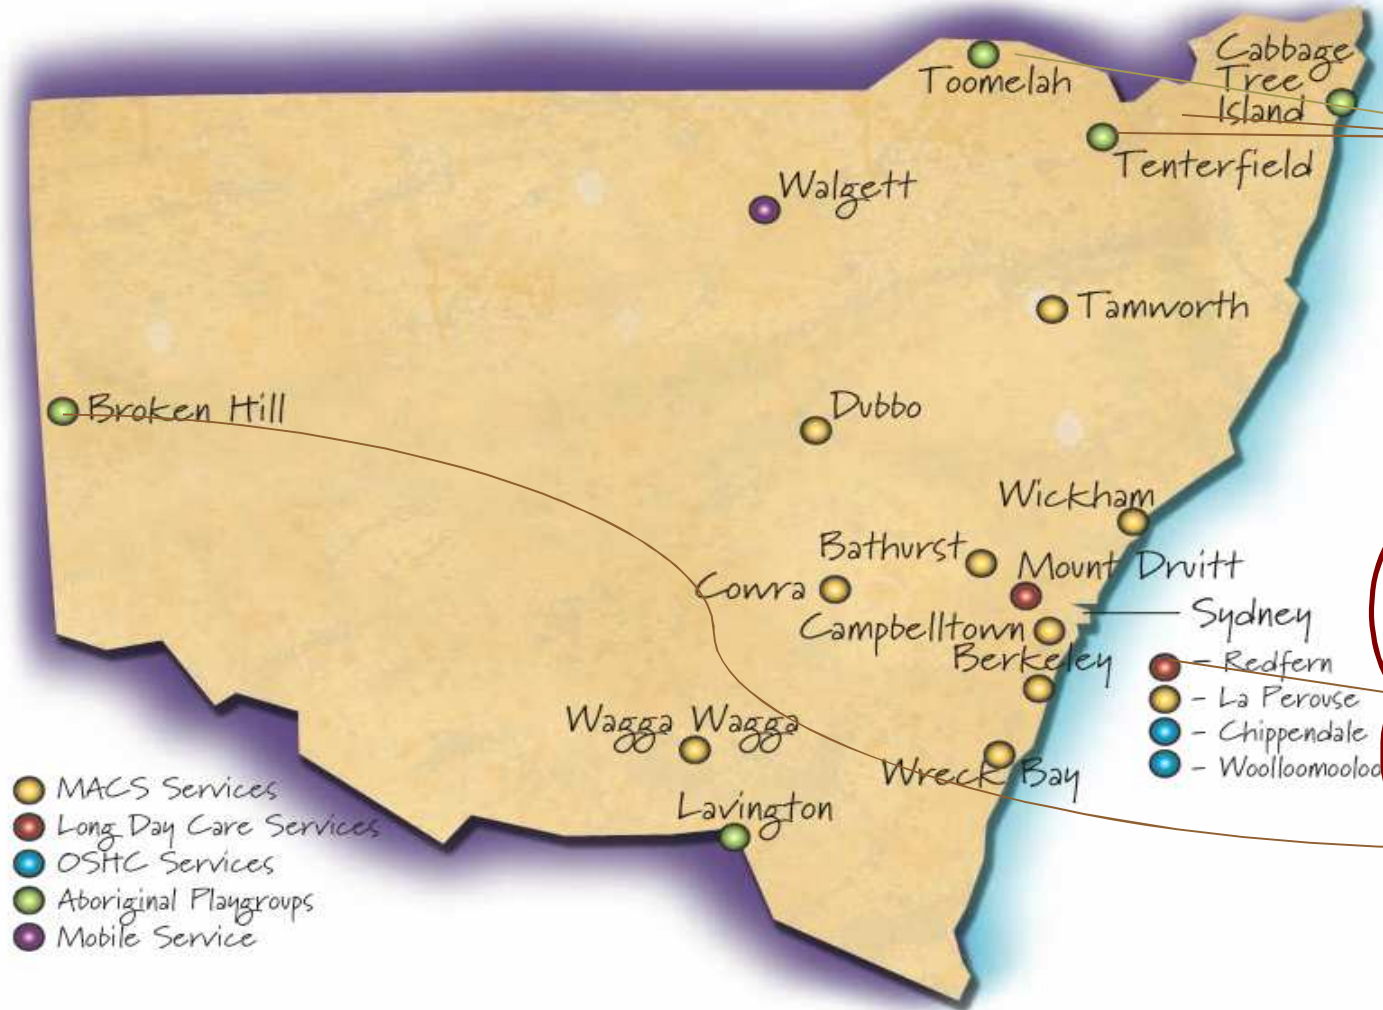 Cabbage
Tree
Island
Toomelah
Tenterfield
Walgett
Tamworth
Broken Hill
Dubbo
Wickham
Bathurst
Mount Druitt
Cowra
Sydney
Campbelltown
Berkeley
- Redfern
- La Perouse
- Chippendale
- Woolloomooloo
Wagga Wagga
Wreck Bay
Lavington
MACS Services
Long Day Care Services
OSHC Services
Aboriginal Playgroups
Mobile Service